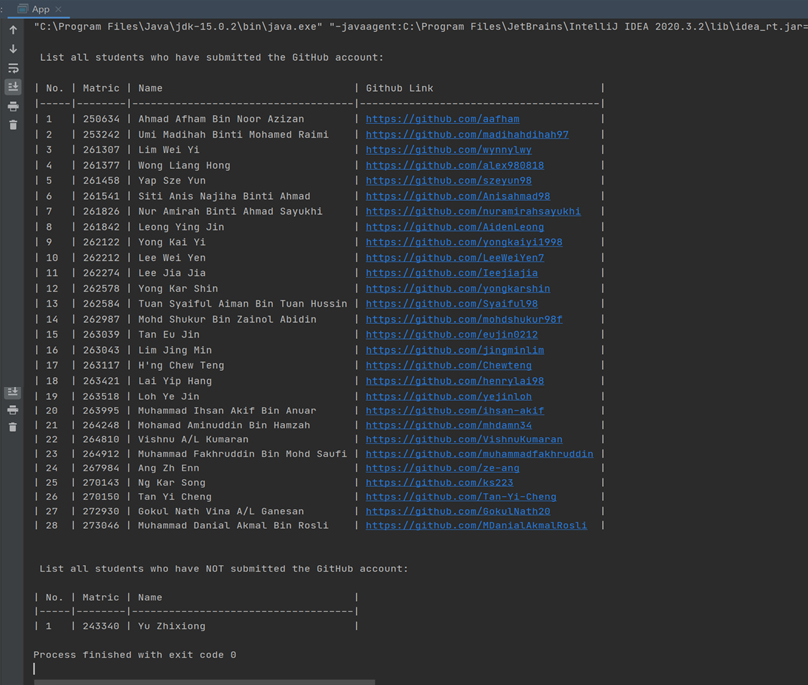 App
"C:\Program Files\Java\jdk-15.0.2\bin\java.exe" "-javaagent:C:\Program Files\JetBrains\IntelliJ IDEA 2020.3.2\lib\idea_rt.jar=
List all students who have submitted the GitHub account:
| No. | Matric | Name | Github Link |
|-----|--------|-----------------------------------|--------------------------------------|
| 1 | 250634 | Ahmad Afham Bin Noor Azizan | https://github.com/aafham |
| 2 | 253242 | Umi Madihah Binti Mohamed Raimi | https://github.com/madihahdihah97 |
| 3 | 261307 | Lim Wei Yi | https://github.com/wynnylwy |
| 4 | 261377 | Wong Liang Hong | https://github.com/alex980818 |
| 5 | 261458 | Yap Sze Yun | https://github.com/szeyun98 |
| 6 | 261541 | Siti Anis Najiha Binti Ahmad | https://github.com/Anisahmad98 |
| 7 | 261826 | Nur Amirah Binti Ahmad Sayukhi | https://github.com/nuramirahsayukhi |
| 8 | 261842 | Leong Ying Jin | https://github.com/AidenLeong |
| 9 | 262122 | Yong Kai Yi | https://github.com/yongkaiyi1998 |
| 10 | 262212 | Lee Wei Yen | https://github.com/LeeWeiYen7 |
| 11 | 262274 | Lee Jia Jia | https://github.com/Ieejiajia |
| 12 | 262578 | Yong Kar Shin | https://github.com/yongkarshin |
| 13 | 262584 | Tuan Syaiful Aiman Bin Tuan Hussin | https://github.com/Syaiful98 |
| 14 | 262987 | Mohd Shukur Bin Zainol Abidin | https://github.com/mohdshukur98f |
| 15 | 263039 | Tan Eu Jin | https://github.com/eujin0212 |
| 16 | 263043 | Lim Jing Min | https://github.com/jingminlim |
| 17 | 263117 | H'ng Chew Teng | https://github.com/Chewteng |
| 18 | 263421 | Lai Yip Hang | https://github.com/henrylai98 |
| 19 | 263518 | Loh Ye Jin | https://github.com/yejinloh |
| 20 | 263995 | Muhammad Ihsan Akif Bin Anuar | https://github.com/ihsan-akif |
| 21 | 264248 | Mohamad Aminuddin Bin Hamzah | https://github.com/mhdamn34 |
| 22 | 264810 | Vishnu A/L Kumaran | https://github.com/VishnuKumaran |
| 23 | 264912 | Muhammad Fakhruddin Bin Mohd Saufi | https://github.com/muhammadfakhruddin |
| 24 | 267984 | Ang Zh Enn | https://github.com/ze-ang |
| 25 | 270143 | Ng Kar Song | https://github.com/ks223 |
| 26 | 270150 | Tan Yi Cheng | https://github.com/Tan-Yi-Cheng |
| 27 | 272930 | Gokul Nath Vina A/L Ganesan | https://github.com/GokulNath20 |
| 28 | 273046 | Muhammad Danial Akmal Bin Rosli | https://github.com/MDanialAkmalRosli |
List all students who have NOT submitted the GitHub account:
| No. | Matric | Name |
|-----|--------|-----------------------------------|
| 1 | 243340 | Yu Zhixiong |
Process finished with exit code 0